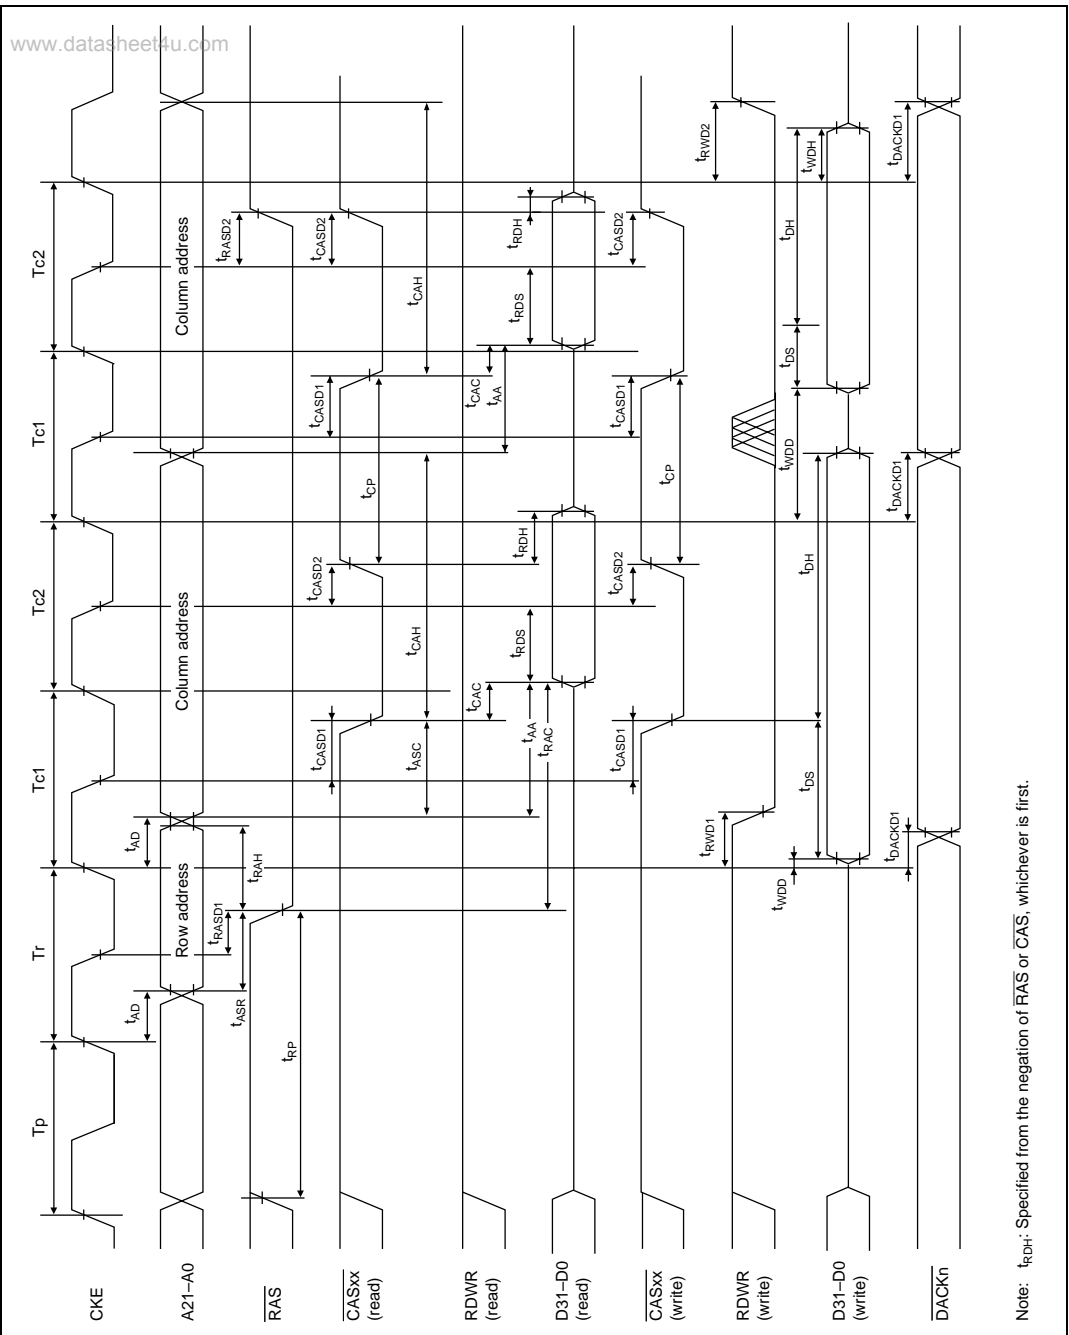 www.datasheet4u.com
Tp
Tr
Tc1
Tc2
Tc1
Tc2
CKE
A21–A0
tAD
Row address
tAD
Column address
Column address
RAS
tRP
tASR
tRASD1
tRAH
tRASD2
CASxx
(read)
tCASD1
tCASD2
tCP
tCASD1
tCASD2
tASC
tCAH
tCAH
RDWR
(read)
tCAC
tCAC
tAA
D31–D0
(read)
tRAC
tAA
tRDS
tRDH
tRDS
tRDH
CASxx
(write)
tCASD1
tCASD2
tCP
tCASD1
tCASD2
RDWR
(write)
tRWD1
tRWD2
D31–D0
(write)
tWDD
tDS
tDH
tWDD
tDS
tDH
tWDH
DACKn
tDACKD1
tDACKD1
tDACKD1
Note: tRDH: Specified from the negation of RAS or CAS, whichever is first.